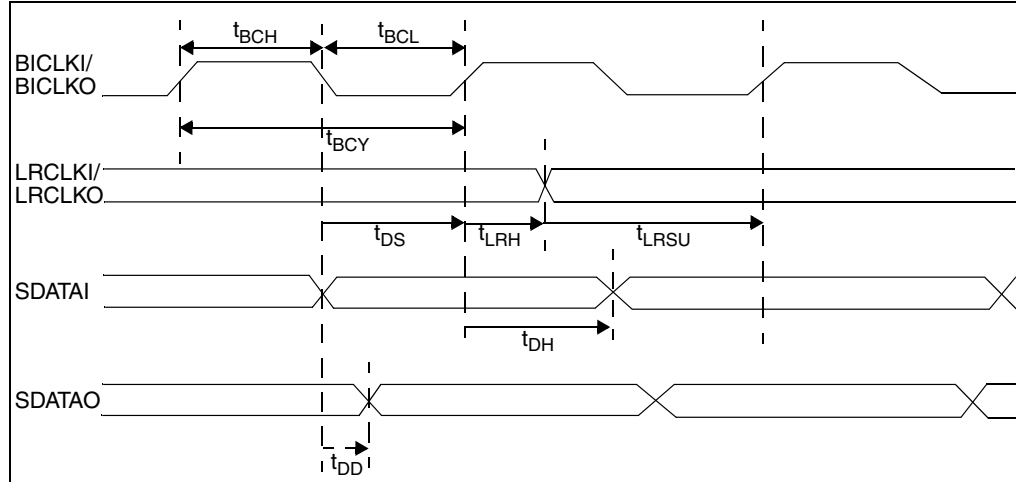 tBCH
tBCL
BICLKI/
BICLKO
tBCY
LRCLKI/
LRCLKO
tDS
tLRH
tLRSU
SDATAI
tDH
SDATAO
tDD